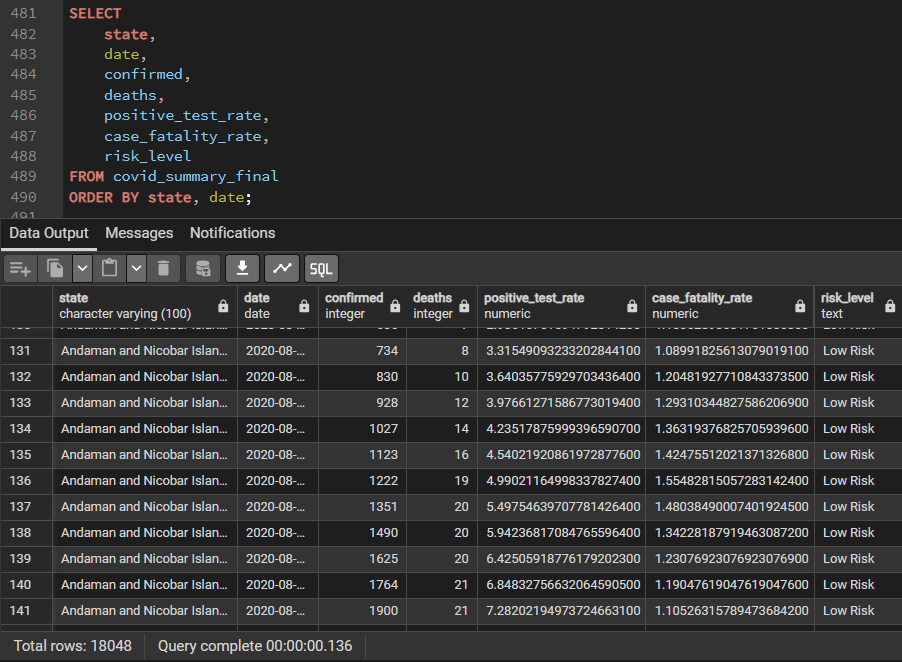 481 SELECT
482 state,
483 date,
484 confirmed,
485 deaths,
486 positive_test_rate,
487 case_fatality_rate,
488 risk_level
489 FROM covid_summary_final
490 ORDER BY state, date;
491
Data Output Messages Notifications
SQL
state date confirmed deaths positive_test_rate case_fatality_rate risk_level
character varying (100) date integer integer numeric numeric text
131 Andaman and Nicobar Islan... 2020-08-... 734 8 3.31549093233202844100 1.08991825613079019100 Low Risk
132 Andaman and Nicobar Islan... 2020-08-... 830 10 3.64035775929703436400 1.20481927710843373500 Low Risk
133 Andaman and Nicobar Islan... 2020-08-... 928 12 3.97661271586773019400 1.29310344827586206900 Low Risk
134 Andaman and Nicobar Islan... 2020-08-... 1027 14 4.23517875999396590700 1.36319376825705939600 Low Risk
135 Andaman and Nicobar Islan... 2020-08-... 1123 16 4.54021920861972877600 1.42475512021371326800 Low Risk
136 Andaman and Nicobar Islan... 2020-08-... 1222 19 4.99021164998337827400 1.55482815057283142400 Low Risk
137 Andaman and Nicobar Islan... 2020-08-... 1351 20 5.49754639707781426400 1.48038490007401924500 Low Risk
138 Andaman and Nicobar Islan... 2020-08-... 1490 20 5.94236817084765596400 1.34228187919463087200 Low Risk
139 Andaman and Nicobar Islan... 2020-08-... 1625 20 6.42505918776179202300 1.23076923076923076900 Low Risk
140 Andaman and Nicobar Islan... 2020-08-... 1764 21 6.84832756632064590500 1.19047619047619047600 Low Risk
141 Andaman and Nicobar Islan... 2020-08-... 1900 21 7.28202194973724663100 1.10526315789473684200 Low Risk
Total rows: 18048 Query complete 00:00:00.136